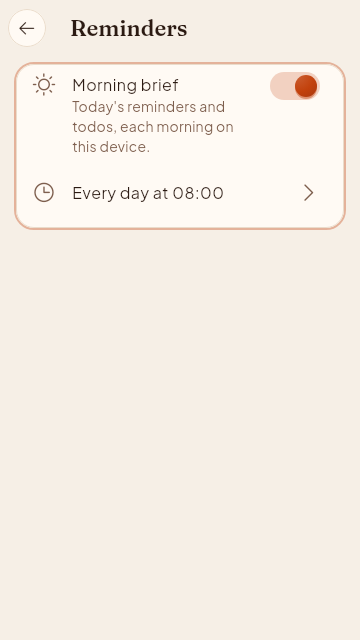 Reminders
Morning brief
Today's reminders and
todos, each morning on
this device.
Every day at 08:00